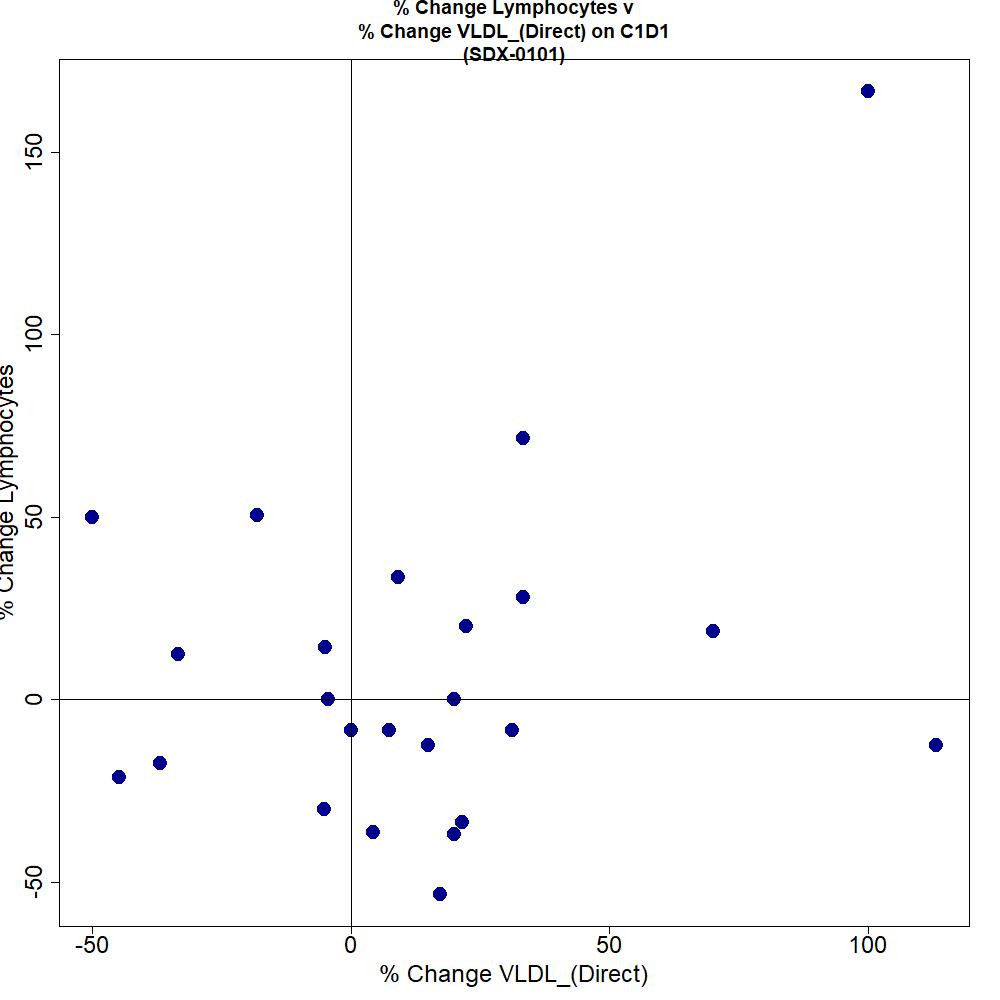 % Change Lymphocytes v
% Change VLDL_(Direct) on C1D1
(SDX-0101)
% Change Lymphocytes
150
100
50
0
-50
-50 0 50 100
% Change VLDL_(Direct)